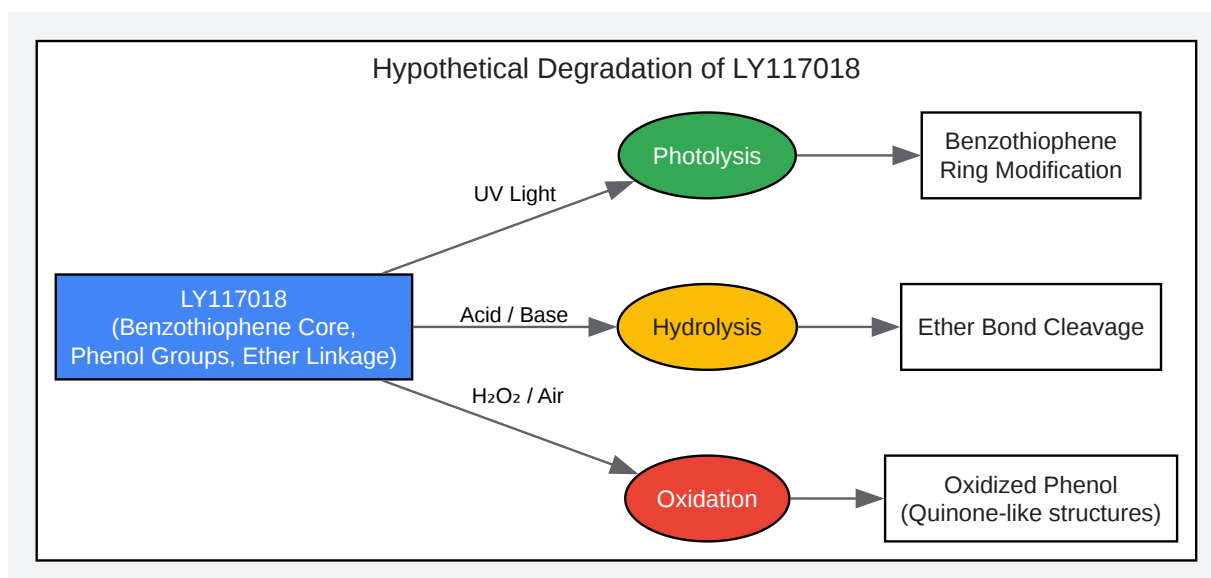 Hypothetical Degradation of LY117018
UV Light
Photolysis
Benzothiophene
Ring Modification
LY117018
(Benzothiophene Core,
Phenol Groups, Ether Linkage)
Acid / Base
Hydrolysis
Ether Bond Cleavage
H₂O₂ / Air
Oxidation
Oxidized Phenol
(Quinone-like structures)